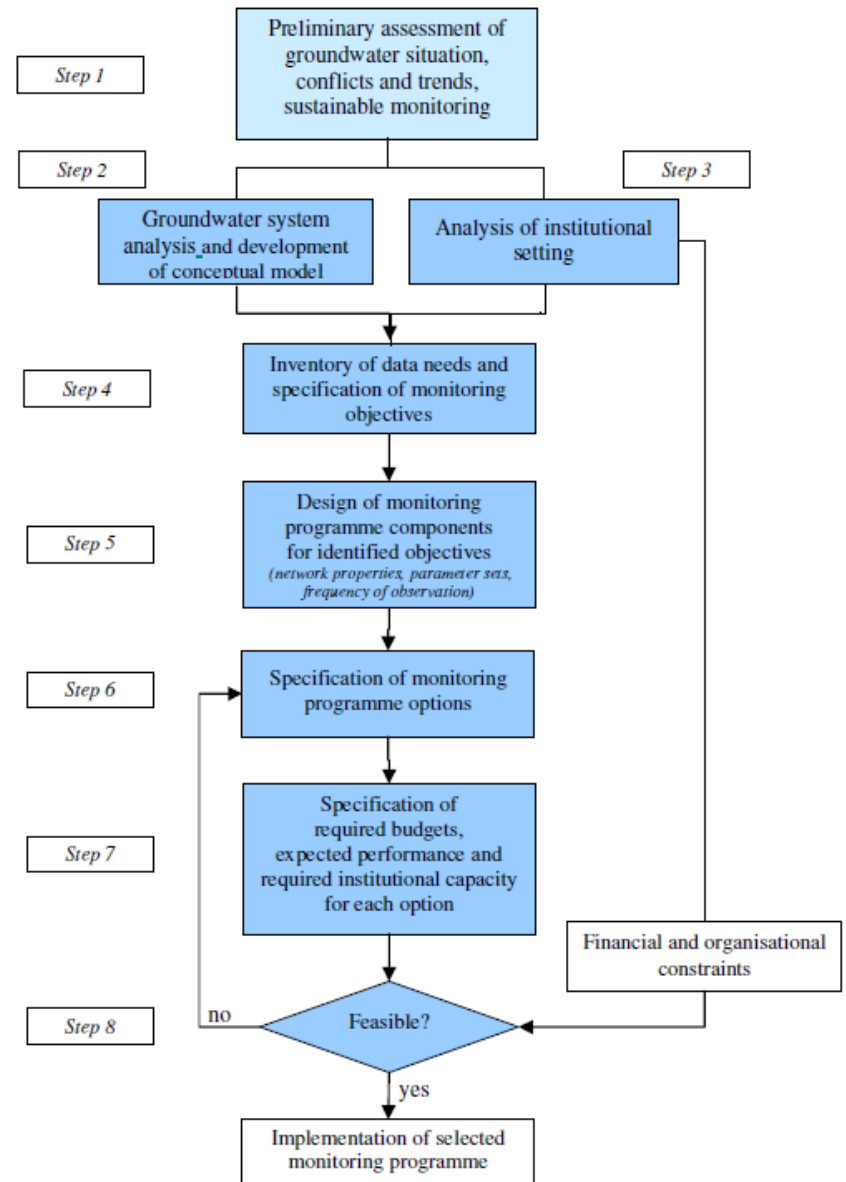 Step 1
Preliminary assessment of
groundwater situation,
conflicts and trends,
sustainable monitoring
Step 2
Step 3
Groundwater system
analysis and development
of conceptual model
Analysis of institutional
setting
Step 4
Inventory of data needs and
specification of monitoring
objectives
Step 5
Design of monitoring
programme components
for identified objectives
(network properties, parameter sets,
frequency of observation)
Step 6
Specification of monitoring
programme options
Step 7
Specification of
required budgets,
expected performance and
required institutional capacity
for each option
Financial and organisational
constraints
Step 8
no
Feasible?
yes
Implementation of selected
monitoring programme